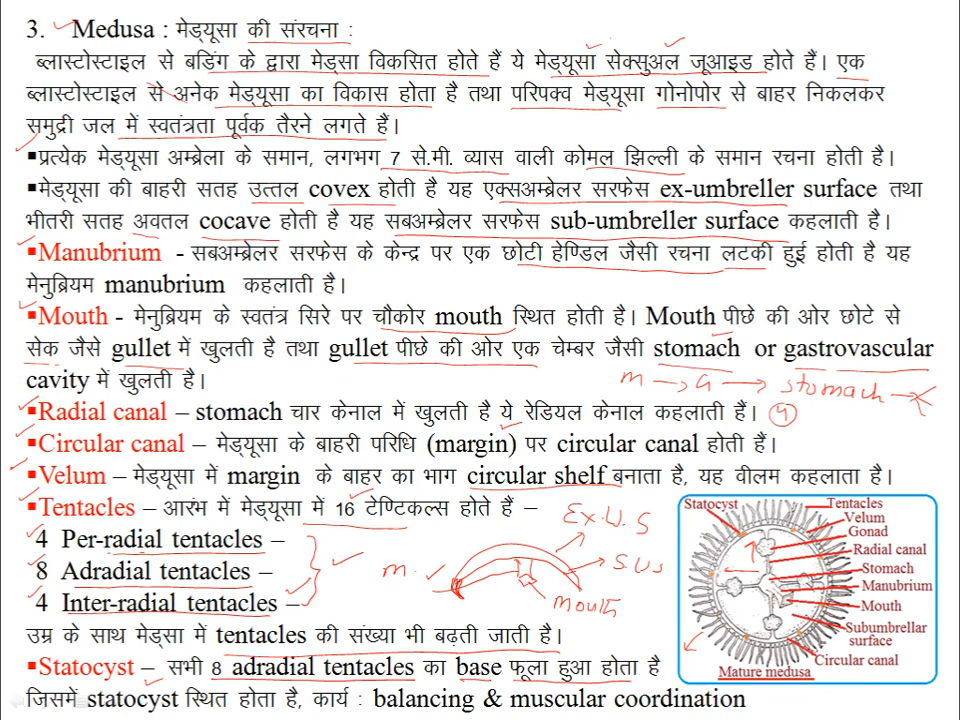 3. Medusa : मेड्यूसा की संरचना :
ब्लास्टोस्टाइल से बडिंग के द्वारा मेड्सा विकसित होते हैं ये मेड्यूसा सेक्सुअल जूआइड होते हैं। एक
ब्लास्टोस्टाइल से अनेक मेड्यूसा का विकास होता है तथा परिपक्व मेड्यूसा गोनोपोर से बाहर निकलकर
समुद्री जल में स्वतंत्रता पूर्वक तैरने लगते हैं।
▪प्रत्येक मेड्यूसा अम्ब्रेला के समान, लगभग 7 से.मी. व्यास वाली कोमल झिल्ली के समान रचना होती है।
▪मेड्यूसा की बाहरी सतह उत्तल covex होती है यह एक्सअम्ब्रेलर सरफेस ex-umbreller surface तथा
भीतरी सतह अवतल cocave होती है यह सबअम्ब्रेलर सरफेस sub-umbreller surface कहलाता है।
▪Manubrium - सबअम्ब्रेलर सरफेस के केन्द्र पर एक छोटी हेण्डिल जैसी रचना लटकी हुई होती है यह
मेनुब्रियम manubrium कहलाता है।
▪Mouth - मेनुब्रियम के स्वतंत्र सिरे पर चौकोर mouth स्थित होती है। Mouth पीछे की ओर छोटे से
सेक जैसे gullet में खुलती है तथा gullet पीछे की ओर एक चेम्बर जैसी stomach or gastrovascular
cavity में खुलती है।
m → G → stomach
▪Radial canal – stomach चार केनाल में खुलती है ये रेडियल केनाल कहलाती हैं। 4
▪Circular canal – मेड्यूसा के बाहरी परिधि (margin) पर circular canal होती हैं।
▪Velum – मेड्यूसा में margin के बाहर का भाग circular shelf बनाता है, यह वीलम कहलाता है।
▪Tentacles – आरंभ में मेड्यूसा में 16 टेण्टिकल्स होते हैं –
4 Per-radial tentacles –
8 Adradial tentacles –
4 Inter-radial tentacles –
Ex.U.S
S.U.S
m.
mouth
उम्र के साथ मेड्सा में tentacles की संख्या भी बढ़ती जाती है।
▪Statocyst – सभी 8 adradial tentacles का base फूला हुआ होता है
जिसमें statocyst स्थित होता है, कार्य : balancing & muscular coordination
Statocyst
Tentacles
Velum
Gonad
Radial canal
Stomach
Manubrium
Mouth
Subumbrellar
surface
Circular canal
Mature medusa